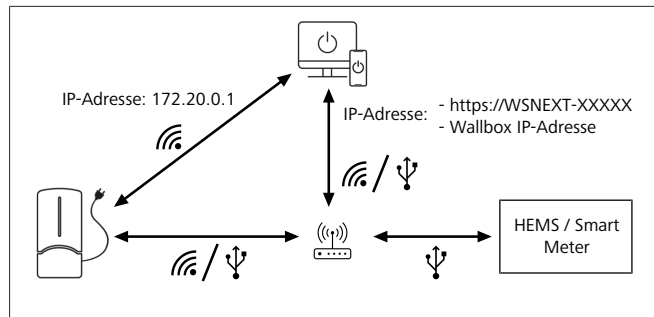 IP-Adresse: 172.20.0.1
IP-Adresse: - https://WSNEXT-XXXXX
- Wallbox IP-Adresse
HEMS / Smart
Meter